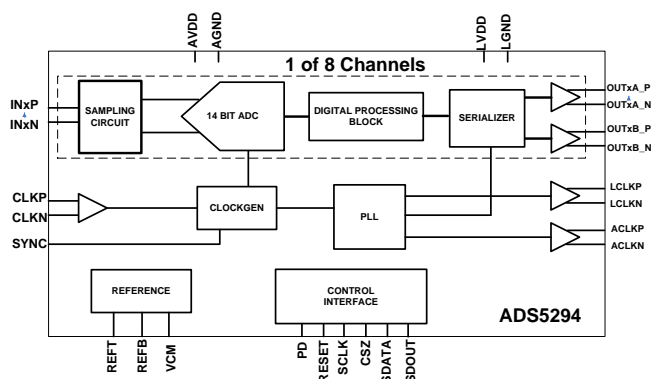 AVDD
AGND
LVDD
LGND
1 of 8 Channels
INxP
INxN
SAMPLING
CIRCUIT
14 BIT ADC
DIGITAL PROCESSING
BLOCK
SERIALIZER
OUTxA_P
OUTxA_N
OUTxB_P
OUTxB_N
CLKP
CLKN
SYNC
CLOCKGEN
PLL
LCLKP
LCLKN
ACLKP
ACLKN
REFERENCE
CONTROL
INTERFACE
ADS5294
REFT
REFB
VCM
PD
RESET
SCLK
CSZ
SDATA
SDOUT